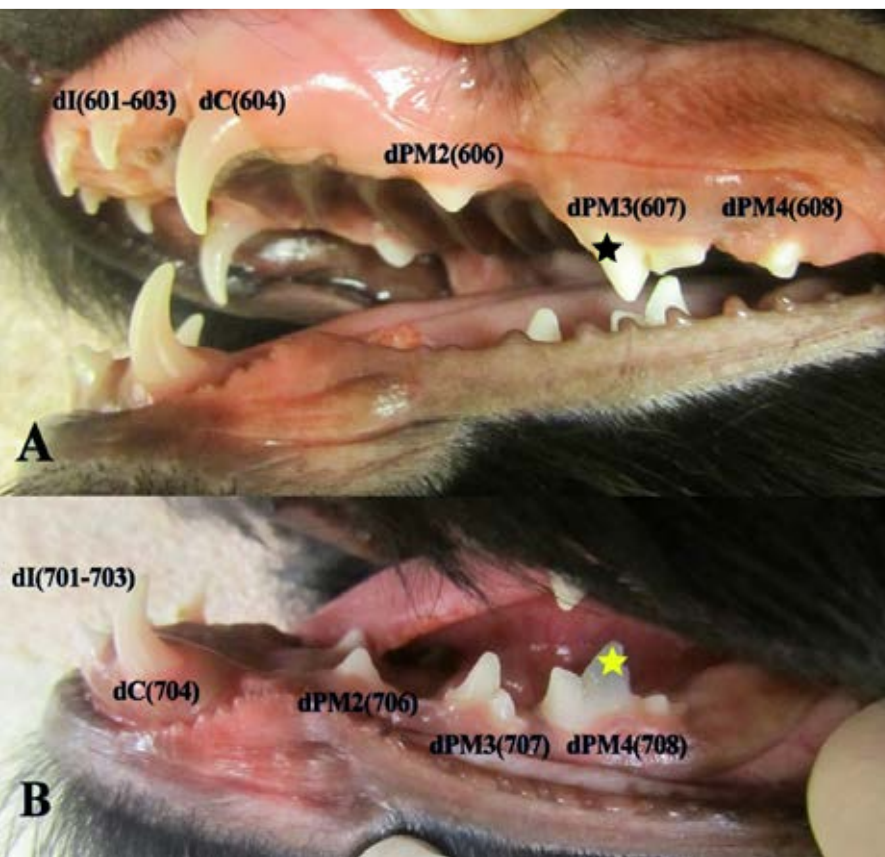 dI(601-603) dC(604)
dPM2(606)
dPM3(607) dPM4(608)
A
dI(701-703)
dC(704) dPM2(706)
dPM3(707) dPM4(708)
B